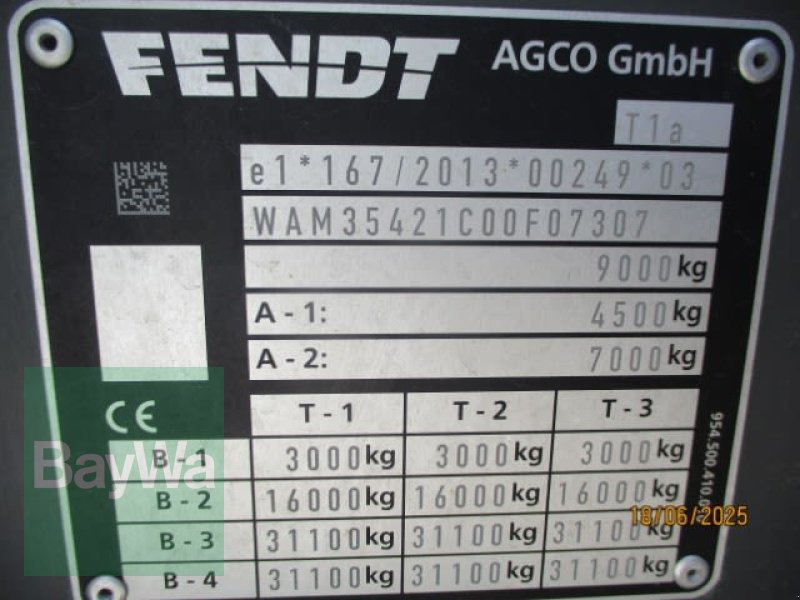 FENDT AGCO GmbH
T1a
e1*167/2013*00249*03
WAM35421C00F07307
9000kg
A - 1: 4500kg
A - 2: 7000kg
CE T - 1 T - 2 T - 3
B - 1 3000kg 3000kg 3000kg
B - 2 16000kg 16000kg 16000kg
B - 3 31100kg 31100kg 31100kg
B - 4 31100kg 31100kg 31100kg
BayWa
18/06/2025